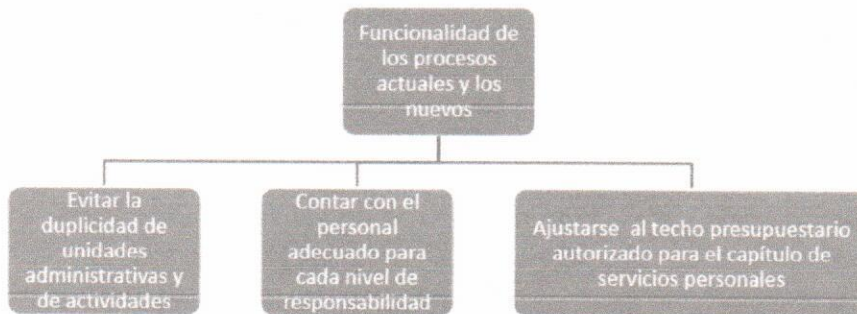 Funcionalidad de
los procesos
actuales y los
nuevos
Evitar la
duplicidad de
unidades
administrativas y
de actividades
Contar con el
personal
adecuado para
cada nivel de
responsabilidad
Ajustarse al techo presupuestario
autorizado para el capítulo de
servicios personales